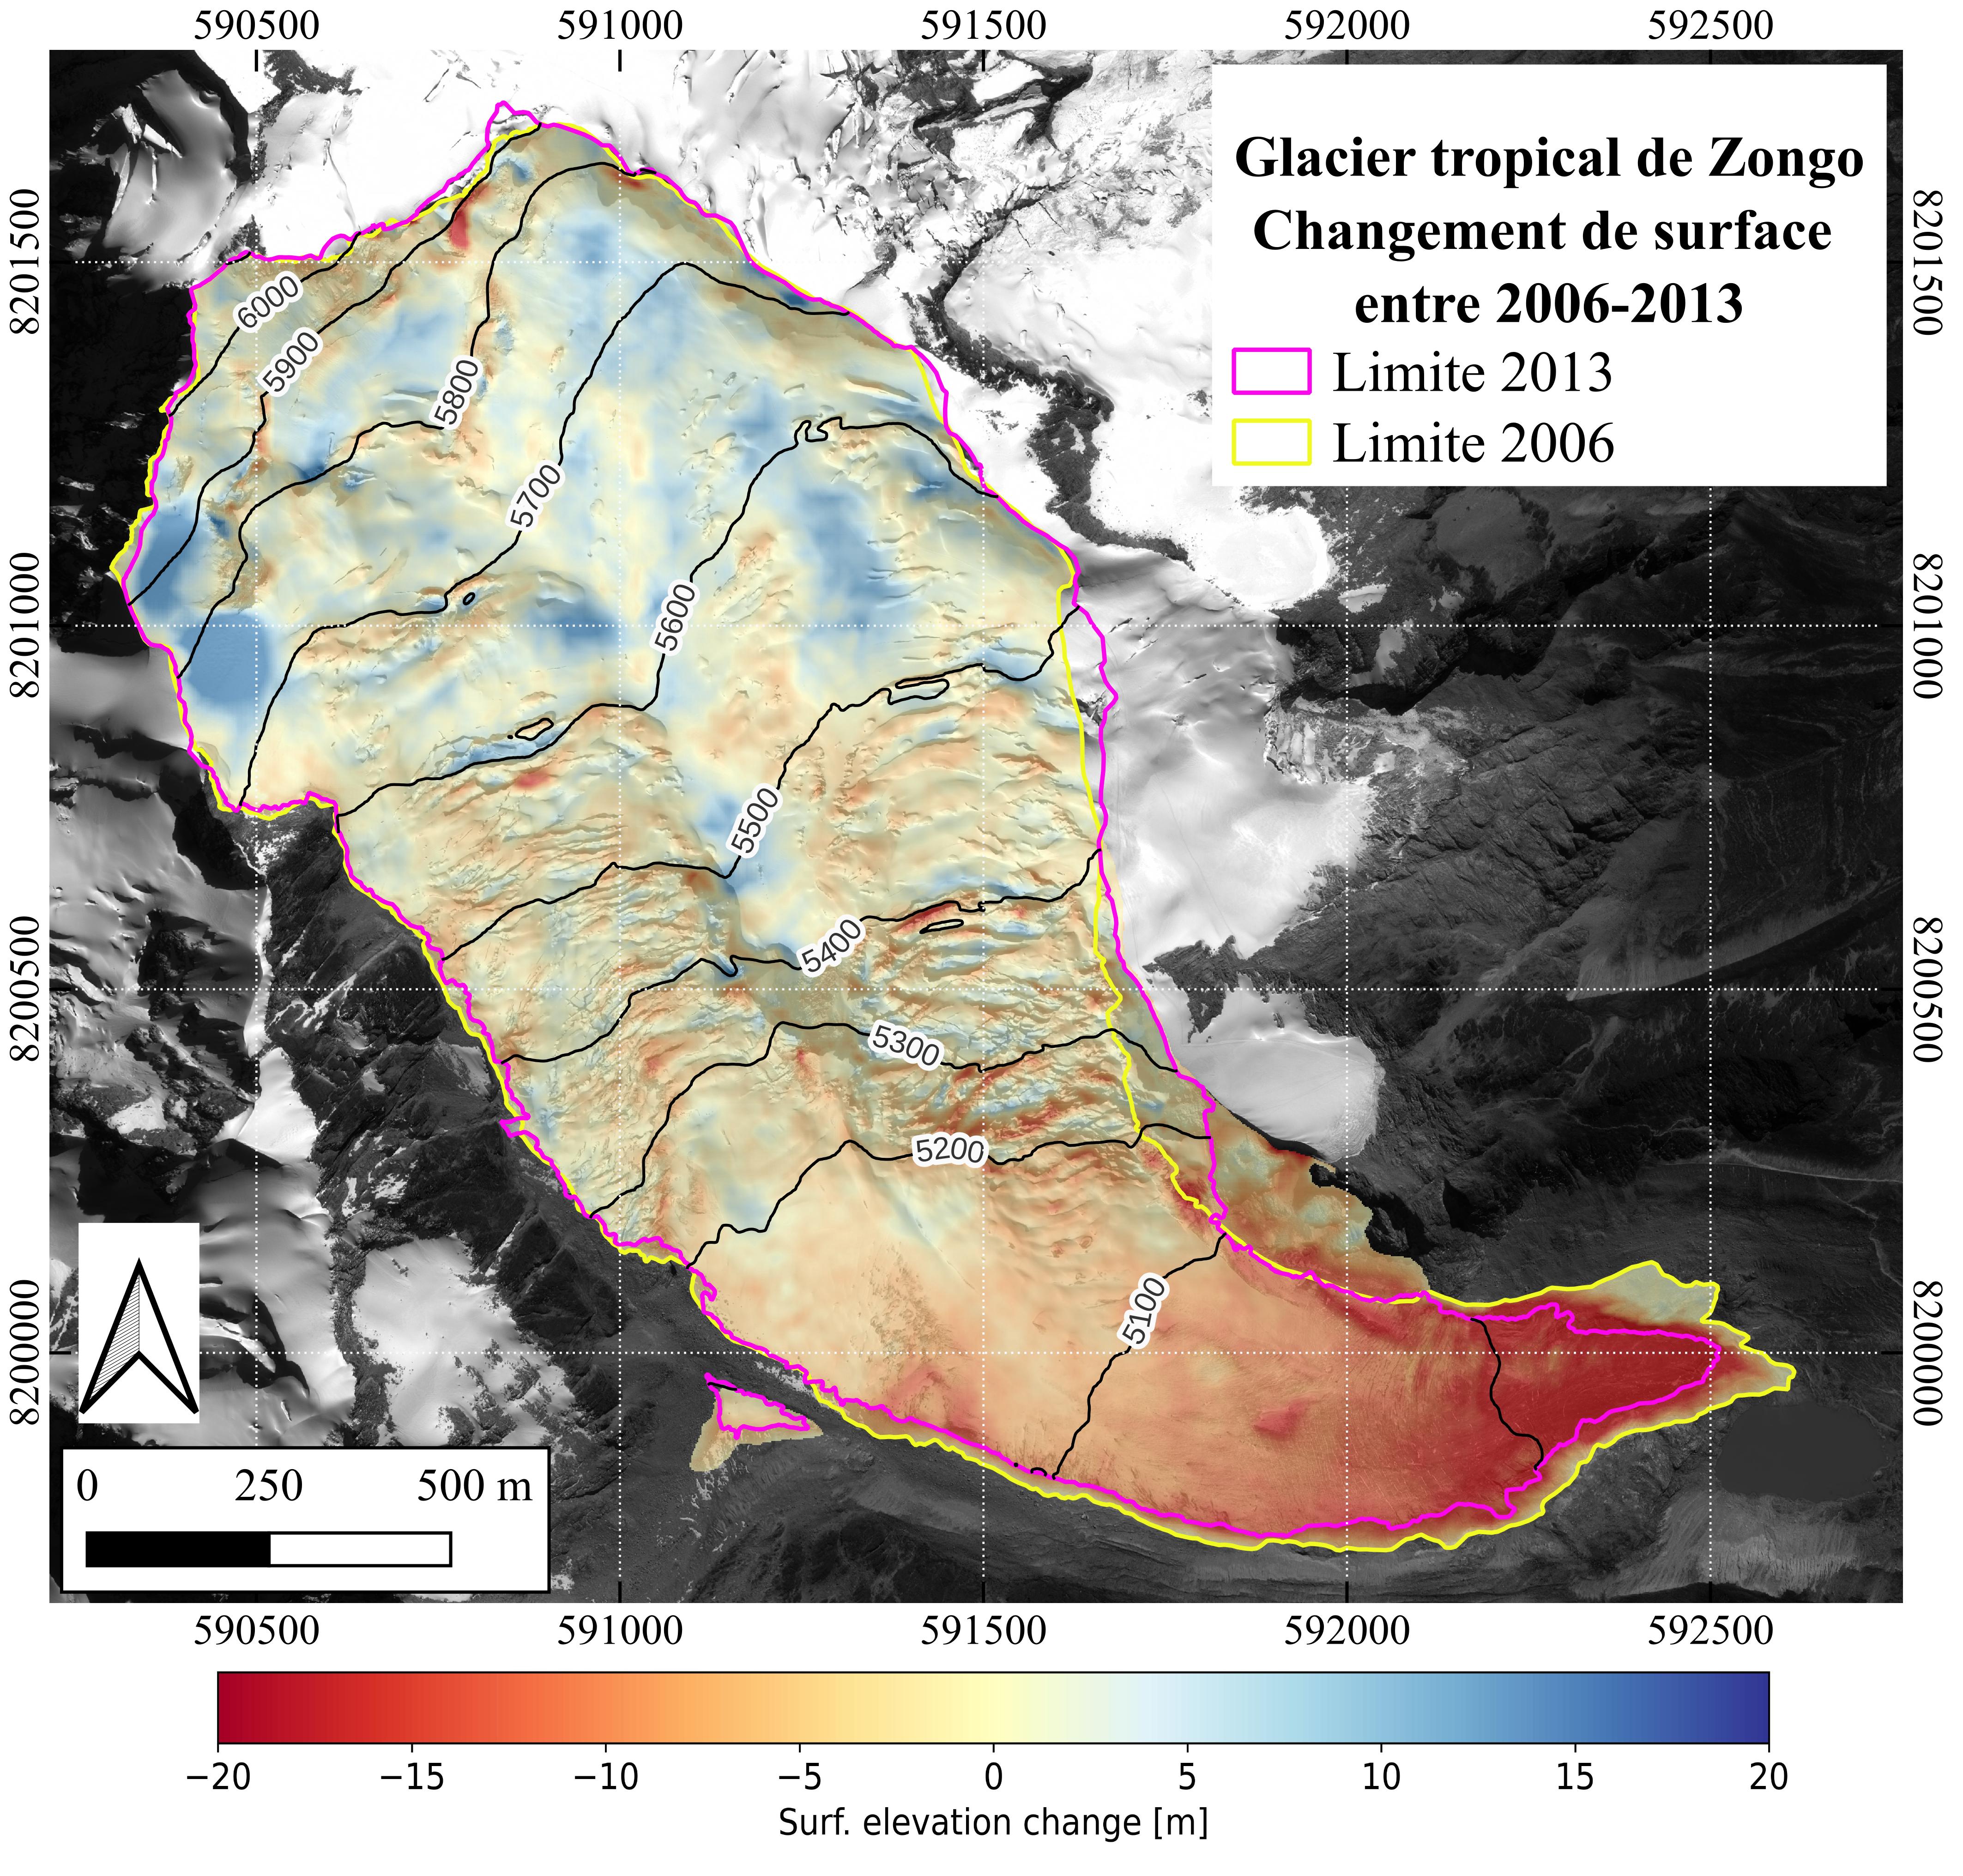 590500 591000 591500 592000 592500
Glacier tropical de Zongo
Changement de surface
entre 2006-2013
Limite 2013
Limite 2006
8201500
8201000
8200500
8200000
8201500
8201000
8200500
8200000
6000
5900
5800
5700
5600
5500
5400
5300
5200
5100
0 250 500 m
590500 591000 591500 592000 592500
−20 −15 −10 −5 0 5 10 15 20
Surf. elevation change [m]